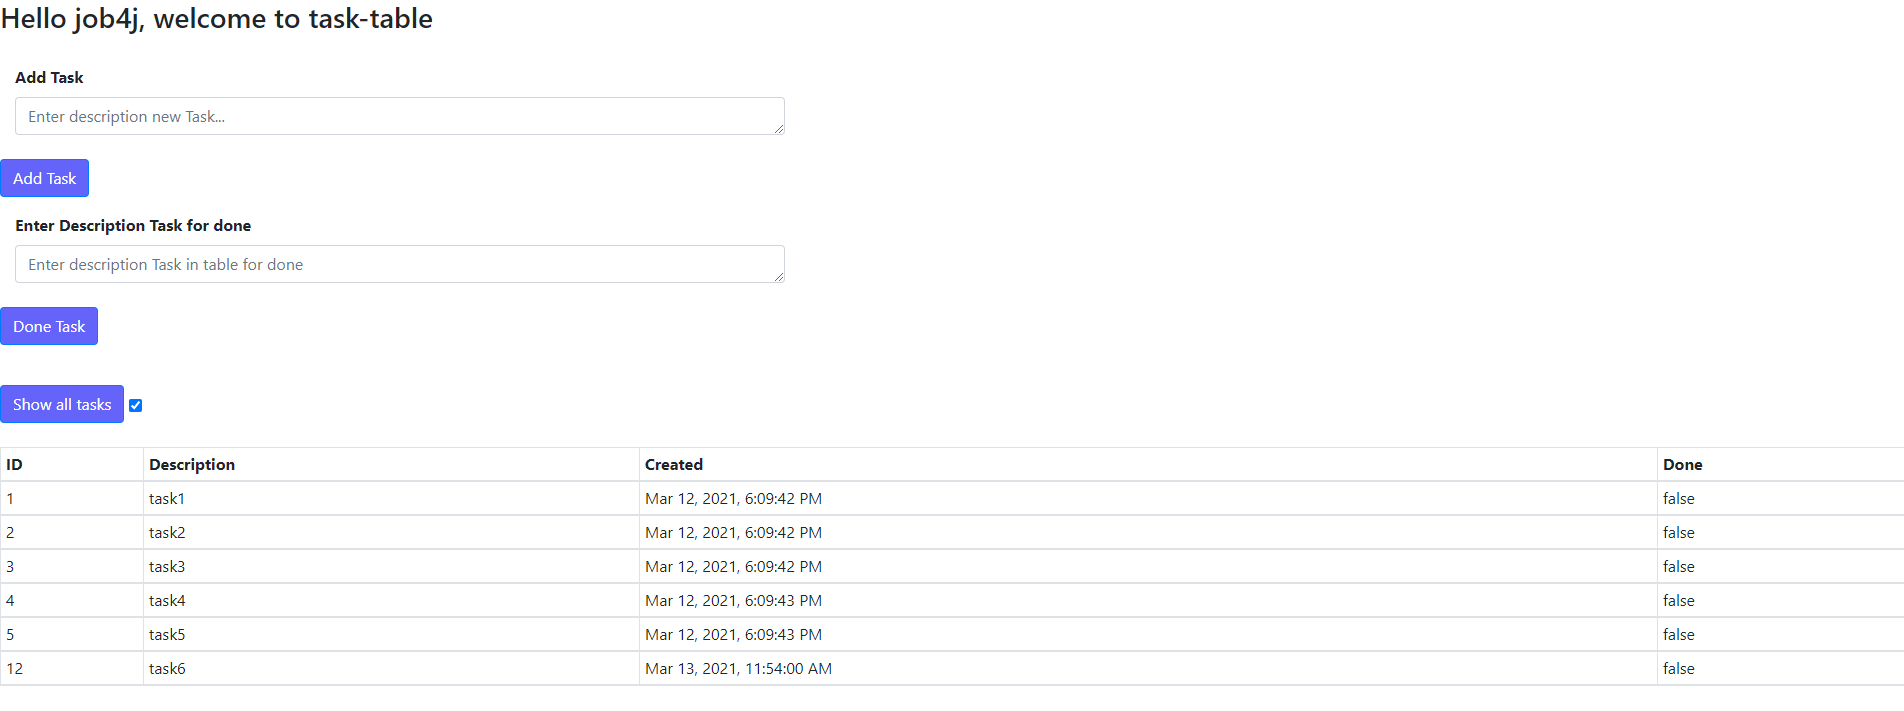 Hello job4j, welcome to task-table
Add Task
Enter description new Task...
Add Task
Enter Description Task for done
Enter description Task in table for done
Done Task
Show all tasks
ID Description Created Done
1 task1 Mar 12, 2021, 6:09:42 PM false
2 task2 Mar 12, 2021, 6:09:42 PM false
3 task3 Mar 12, 2021, 6:09:42 PM false
4 task4 Mar 12, 2021, 6:09:43 PM false
5 task5 Mar 12, 2021, 6:09:43 PM false
12 task6 Mar 13, 2021, 11:54:00 AM false